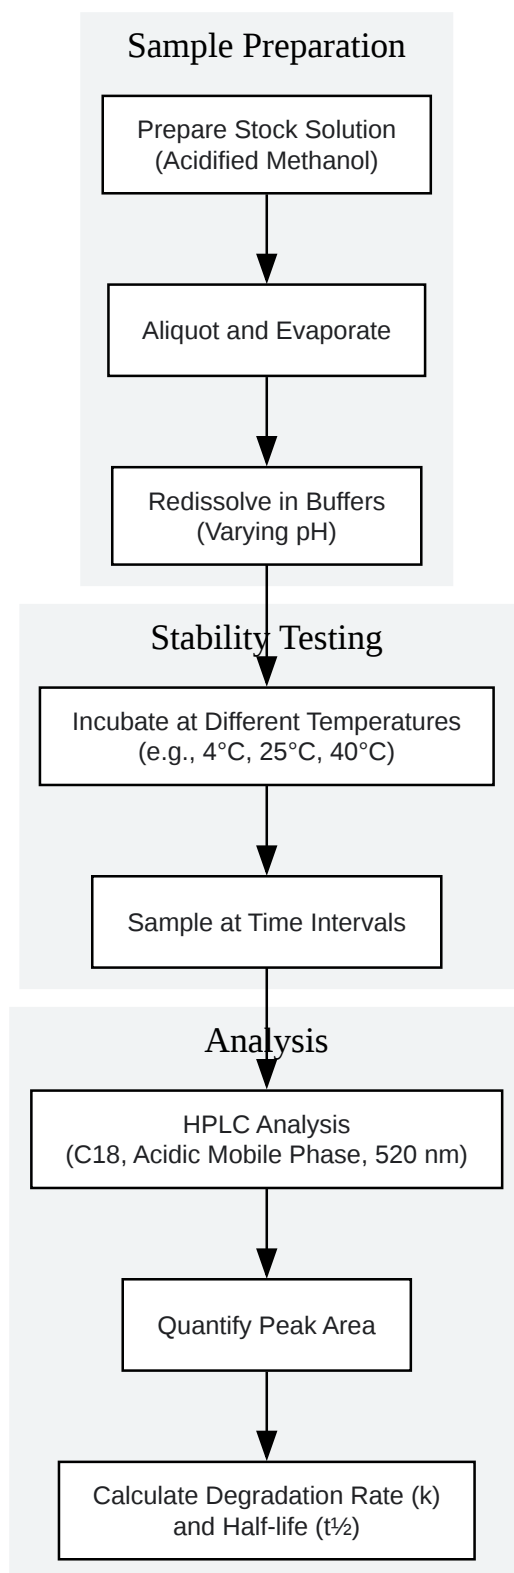 Sample Preparation
Prepare Stock Solution
(Acidified Methanol)
Aliquot and Evaporate
Redissolve in Buffers
(Varying pH)
Stability Testing
Incubate at Different Temperatures
(e.g., 4°C, 25°C, 40°C)
Sample at Time Intervals
Analysis
HPLC Analysis
(C18, Acidic Mobile Phase, 520 nm)
Quantify Peak Area
Calculate Degradation Rate (k)
and Half-life (t½)